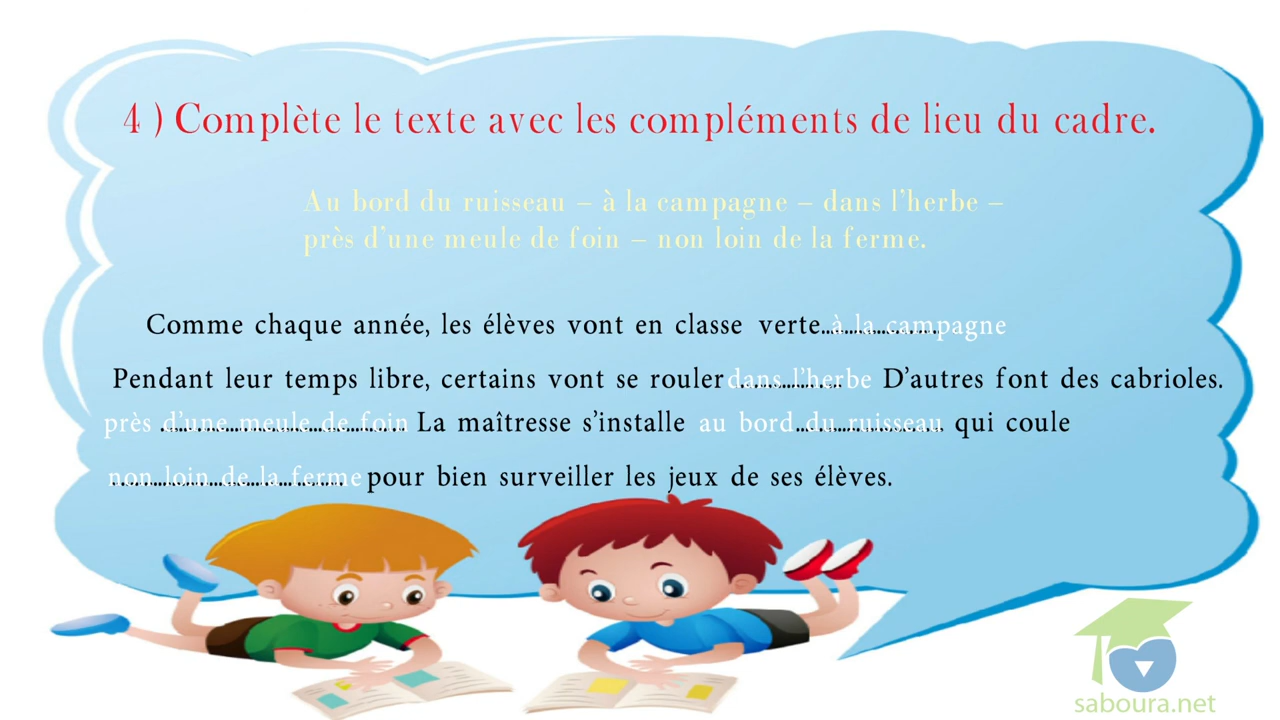 4 ) Complète le texte avec les compléments de lieu du cadre.
Au bord du ruisseau – à la campagne – dans l’herbe –
près d’une meule de foin – non loin de la ferme.
Comme chaque année, les élèves vont en classe verte..à la campagne
Pendant leur temps libre, certains vont se rouler dans l’herbe D’autres font des cabrioles.
près d’une meule de foin La maîtresse s’installe au bord du ruisseau qui coule
non loin de la ferme pour bien surveiller les jeux de ses élèves.
saboura.net